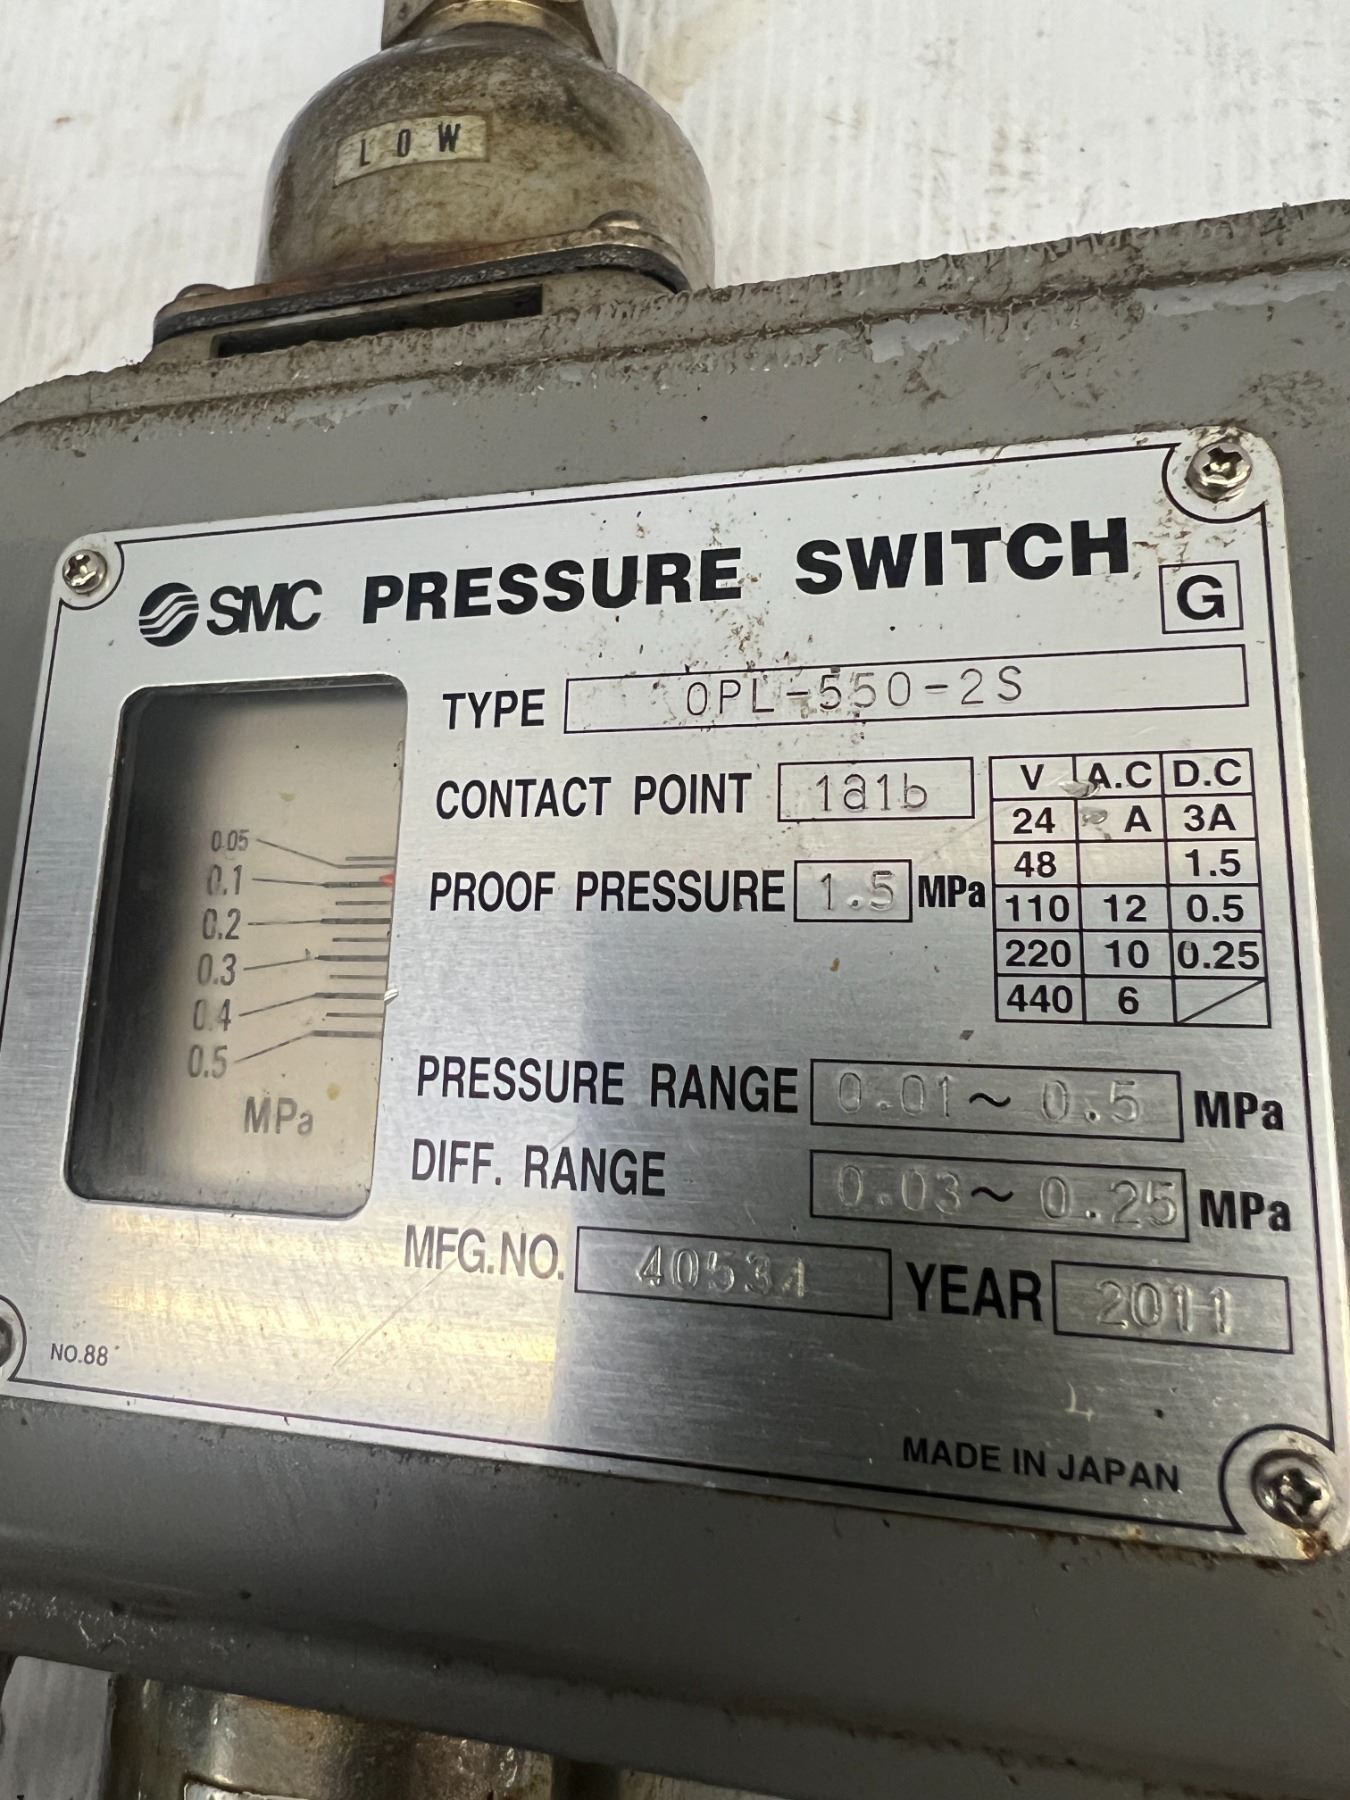 LOW
SMC PRESSURE SWITCH
G
TYPE OPL-550-2S
CONTACT POINT 1a1b
PROOF PRESSURE 1.5 MPa
V A.C D.C
24 A 3A
48 1.5
110 12 0.5
220 10 0.25
440 6
0.05
0.1
0.2
0.3
0.4
0.5
MPa
PRESSURE RANGE 0.01~0.5 MPa
DIFF. RANGE 0.03~0.25 MPa
MFG.NO. 40534 YEAR 2011
NO.88
MADE IN JAPAN